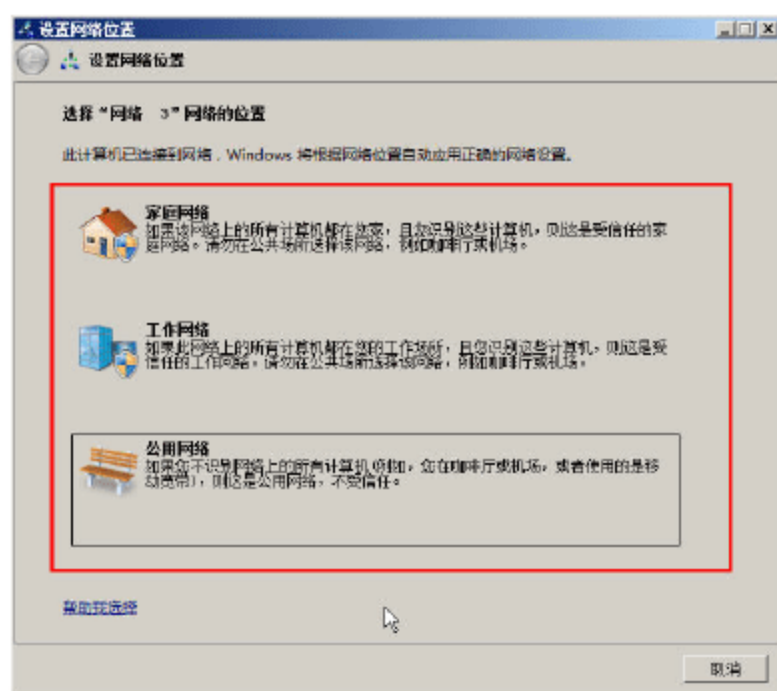 设置网络位置
设置网络位置
选择“网络 3”网络的位置
此计算机已连接到网络，Windows 将根据网络位置自动应用正确的网络设置。
家庭网络
如果该网络上的所有计算机都在您家，且您识别这些计算机，则这是受信任的家
庭网络。请勿在公共场所选择该网络，例如咖啡厅或机场。
工作网络
如果此网络上的所有计算机都在您的工作场所，且您识别这些计算机，则这是受
信任的工作网络。请勿在公共场所选择该网络，例如咖啡厅或机场。
公用网络
如果您不识别网络上的所有计算机(例如，您在咖啡厅或机场，或者使用的是移
动宽带)，则这是公用网络，不受信任。
帮助我选择
取消